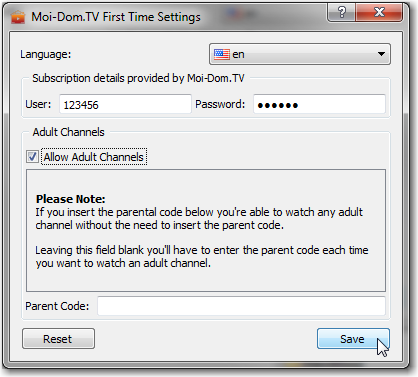 Moi-Dom.TV First Time Settings
Language: en
Subscription details provided by Moi-Dom.TV
User: 123456 Password: ●●●●●●
Adult Channels
Allow Adult Channels
Please Note:
If you insert the parental code below you're able to watch any adult
channel without the need to insert the parent code.
Leaving this field blank you'll have to enter the parent code each time
you want to watch an adult channel.
Parent Code:
Reset Save